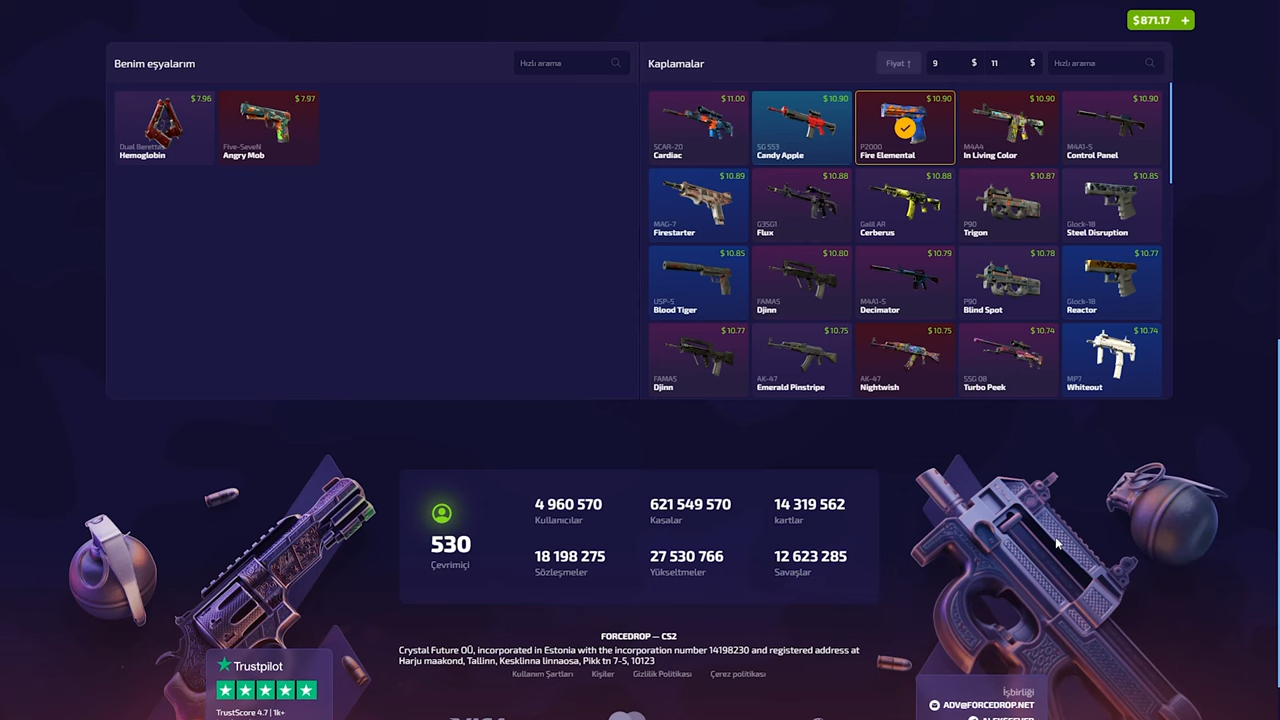 $871.17 +
Benim eşyalarım
Hızlı arama
Kaplamalar
Fiyat ↑
9 $
11 $
Hızlı arama
$7.96
Dual Berettas
Hemoglobin
$7.97
Five-SeveN
Angry Mob
$11.00
SCAR-20
Cardiac
$10.90
SG 553
Candy Apple
$10.90
P2000
Fire Elemental
$10.90
M4A4
In Living Color
$10.90
M4A1-S
Control Panel
$10.89
MAG-7
Firestarter
$10.88
G3SG1
Flux
$10.88
Galil AR
Cerberus
$10.87
P90
Trigon
$10.85
Glock-18
Steel Disruption
$10.85
USP-S
Blood Tiger
$10.80
FAMAS
Djinn
$10.79
M4A1-S
Decimator
$10.78
P90
Blind Spot
$10.77
Glock-18
Reactor
$10.77
FAMAS
Djinn
$10.75
AK-47
Emerald Pinstripe
$10.75
AK-47
Nightwish
$10.74
SSG 08
Turbo Peek
$10.74
MP7
Whiteout
530
Çevrimiçi
4 960 570
Kullanıcılar
621 549 570
Kasalar
14 319 562
kartlar
18 198 275
Sözleşmeler
27 530 766
Yükseltmeler
12 623 285
Savaşlar
FORCEDROP — CS2
Crystal Future OÜ, incorporated in Estonia with the incorporation number 14198230 and registered address at
Harju maakond, Tallinn, Kesklinna linnaosa, Pikk tn 7-5, 10123
Kullanım Şartları
Kişiler
Gizlilik Politikası
Çerez politikası
Trustpilot
TrustScore 4.7 | 1k+
İşbirliği
ADV@FORCEDROP.NET